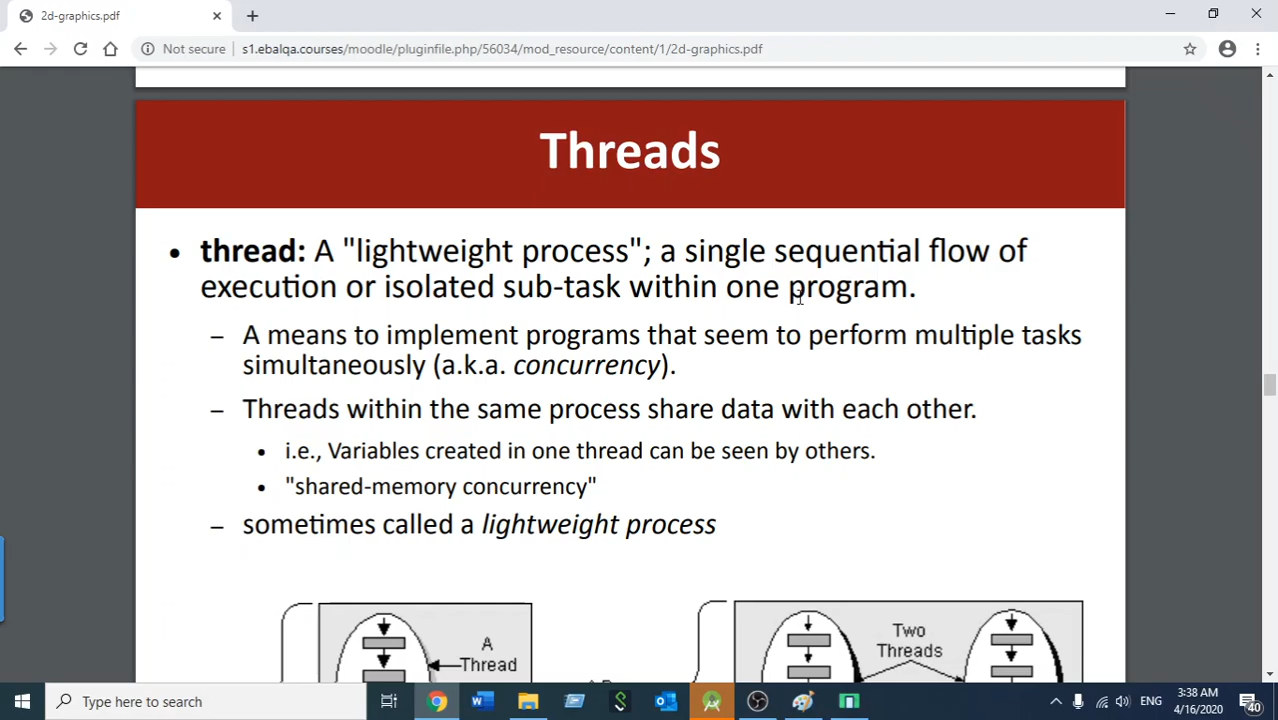 2d-graphics.pdf
Not secure
s1.ebalqa.courses/moodle/pluginfile.php/56034/mod_resource/content/1/2d-graphics.pdf
Threads
• thread: A "lightweight process"; a single sequential flow of
execution or isolated sub-task within one program.
– A means to implement programs that seem to perform multiple tasks
simultaneously (a.k.a. concurrency).
– Threads within the same process share data with each other.
• i.e., Variables created in one thread can be seen by others.
• "shared-memory concurrency"
– sometimes called a lightweight process
A
Thread
Two
Threads
Type here to search
ENG
3:38 AM
4/16/2020
40